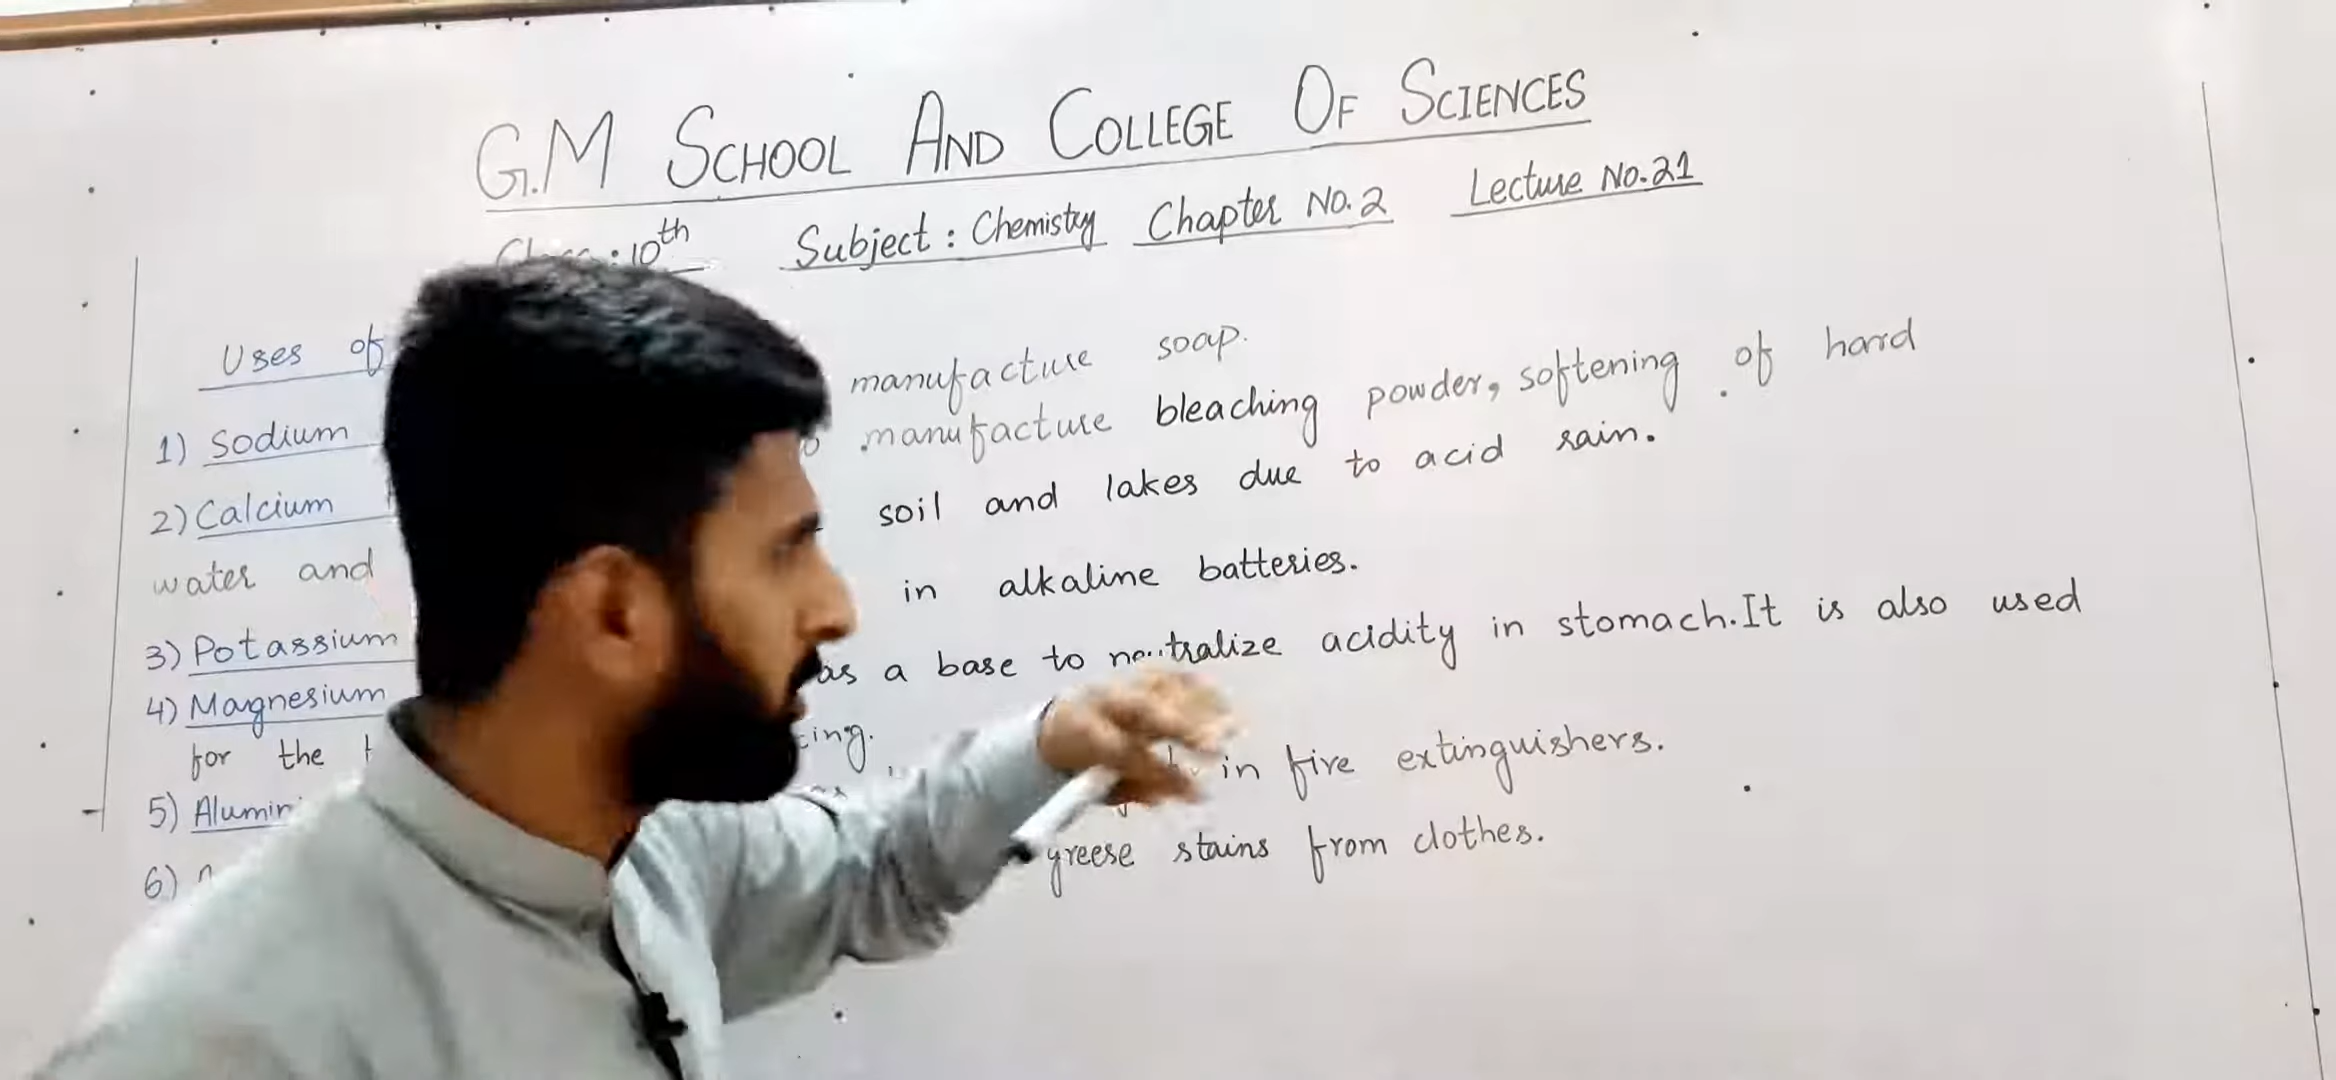 G.M SCHOOL AND COLLEGE OF SCIENCES
10th Subject: Chemistry Chapter No. 2 Lecture No. 21
Uses of
1) Sodium manufacture soap.
2) Calcium manufacture bleaching powder, softening of hard
water and soil and lakes due to acid rain.
3) Potassium in alkaline batteries.
4) Magnesium as a base to neutralize acidity in stomach. It is also used
for the
5) in fire extinguishers.
6) greese stains from clothes.